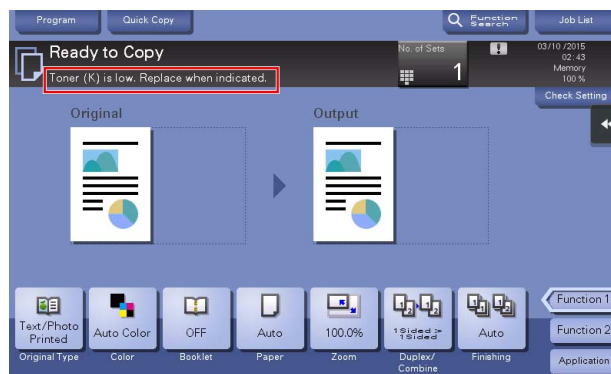 Program
Quick Copy
Function
Search
Job List
Ready to Copy
Toner (K) is low. Replace when indicated.
No. of Sets
1
03/10/2015
02:43
Memory
100 %
Check Setting
Original
Output
Text/Photo
Printed
Auto Color
OFF
Auto
100.0%
1Sided >
1Sided
Auto
Original Type
Color
Booklet
Paper
Zoom
Duplex/
Combine
Finishing
Function 1
Function 2
Application